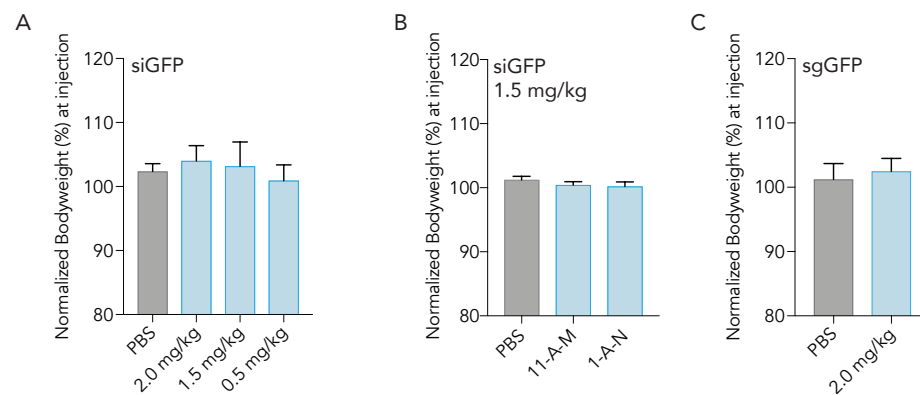 A
Normalized Bodyweight (%) at injection
120
110
100
90
80
siGFP
PBS
2.0 mg/kg
1.5 mg/kg
0.5 mg/kg
B
Normalized Bodyweight (%) at injection
120
110
100
90
80
siGFP
1.5 mg/kg
PBS
11-A-M
1-A-N
C
Normalized Bodyweight (%) at injection
120
110
100
90
80
sgGFP
PBS
2.0 mg/kg